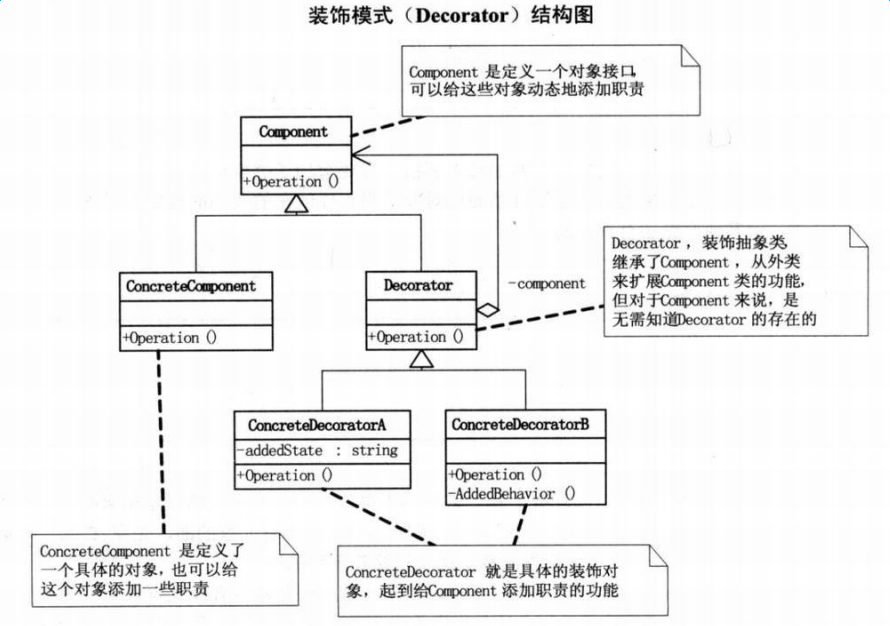 装饰模式（Decorator）结构图
Component 是定义一个对象接口,
可以给这些对象动态地添加职责
Component
+Operation ()
Decorator ，装饰抽象类,
继承了Component ，从外类
来扩展Component 类的功能,
但对于Component 来说，是
无需知道Decorator 的存在的
ConcreteComponent
+Operation ()
Decorator
+Operation ()
-component
ConcreteDecoratorA
-addedState : string
+Operation ()
ConcreteDecoratorB
+Operation ()
-AddedBehavior ()
ConcreteComponent 是定义了
一个具体的对象，也可以给
这个对象添加一些职责
ConcreteDecorator 就是具体的装饰对
象，起到给Component 添加职责的功能